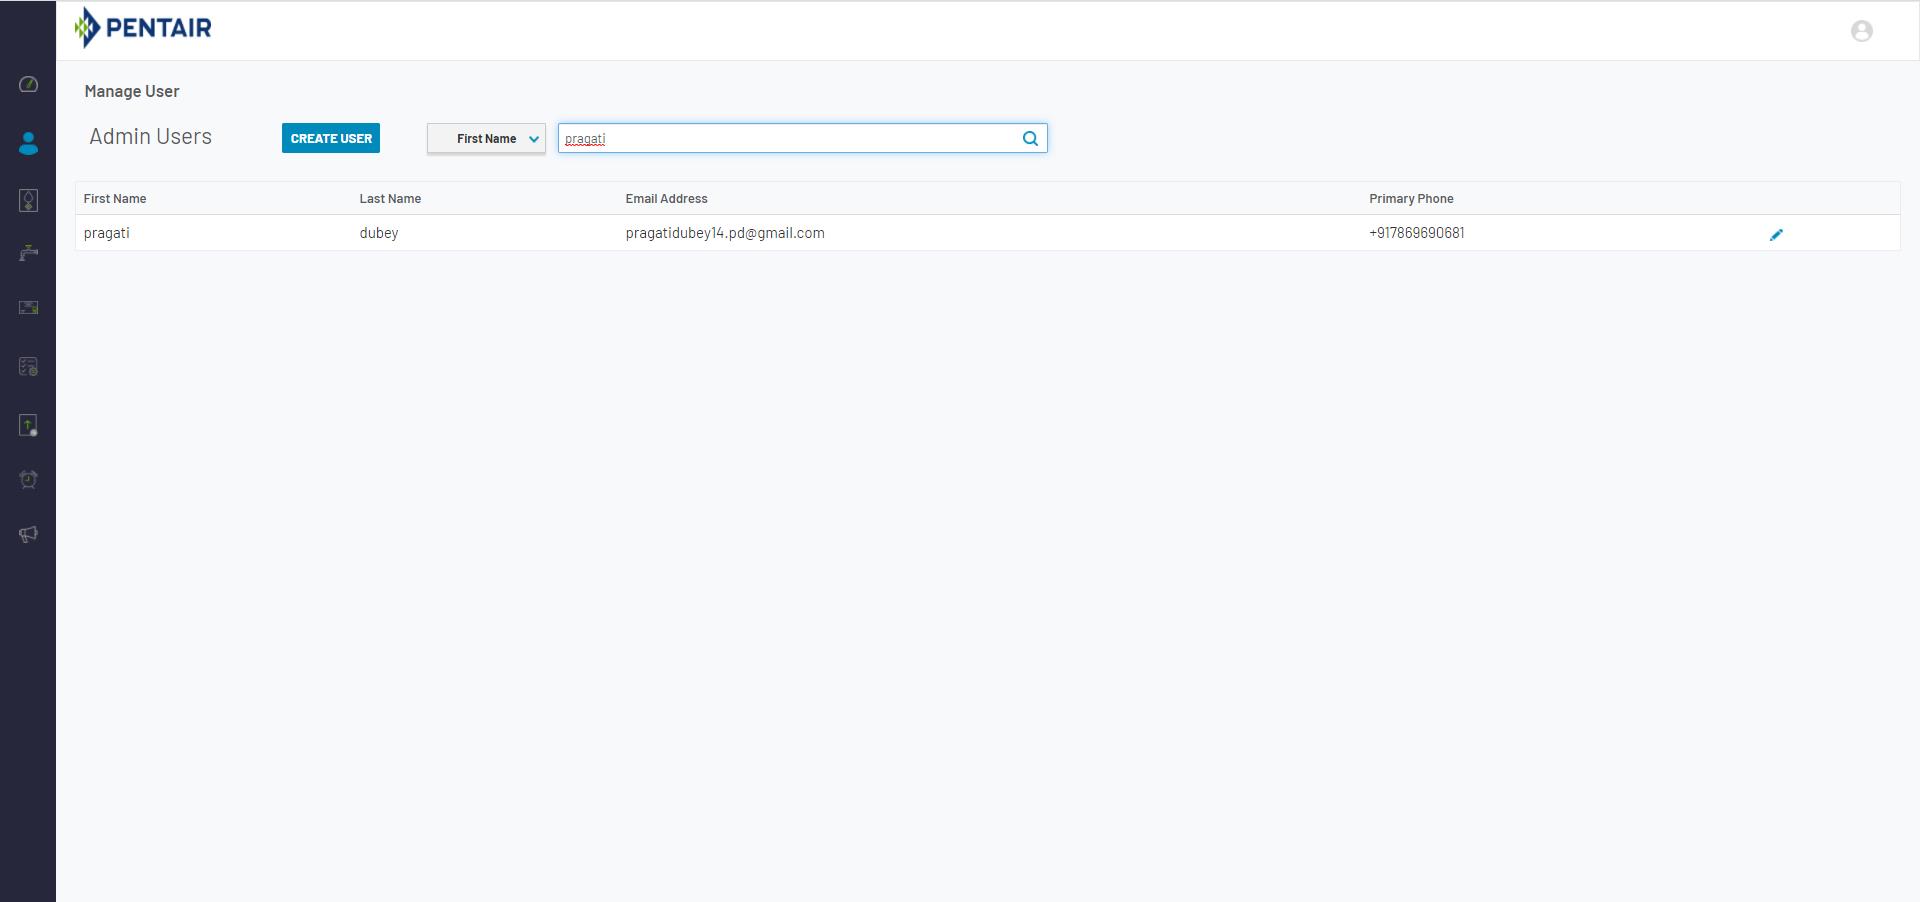 PENTAIR
Manage User
Admin Users
CREATE USER
First Name
pragati
First Name Last Name Email Address Primary Phone
pragati dubey pragatidubey14.pd@gmail.com +917869690681